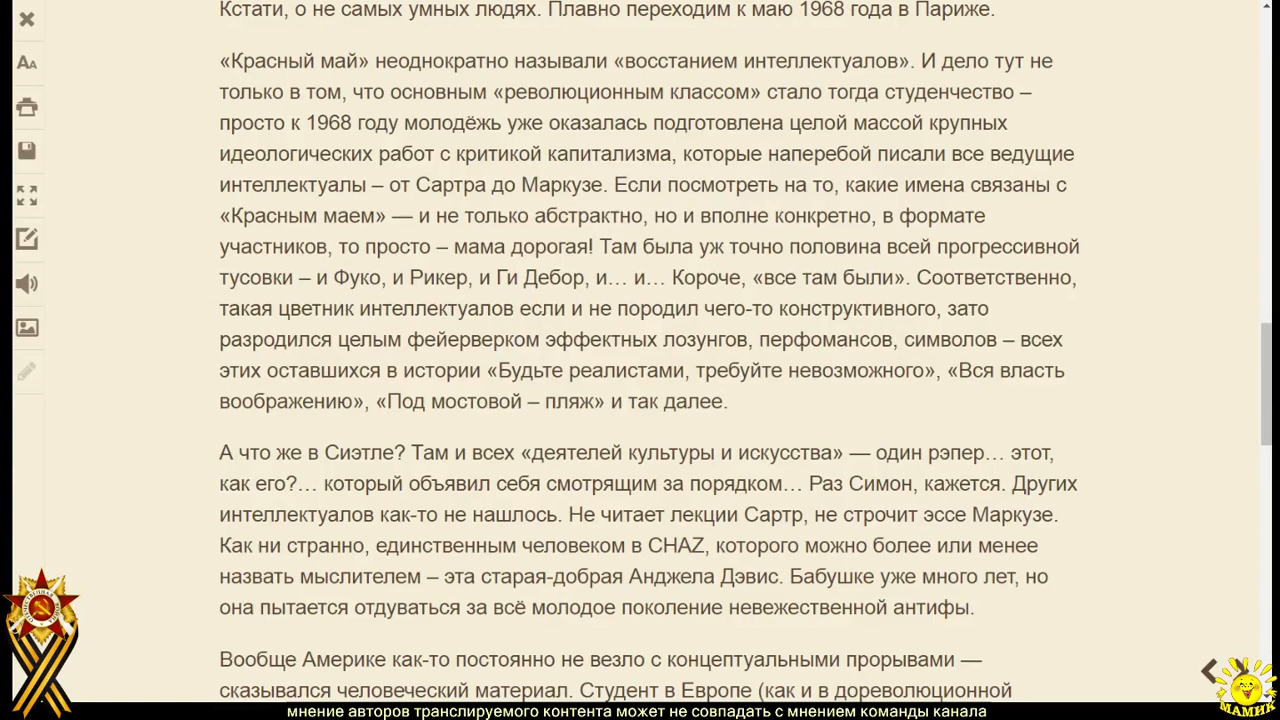 Кстати, о не самых умных людях. Плавно переходим к маю 1968 года в Париже.
«Красный май» неоднократно называли «восстанием интеллектуалов». И дело тут не
только в том, что основным «революционным классом» стало тогда студенчество –
просто к 1968 году молодёжь уже оказалась подготовлена целой массой крупных
идеологических работ с критикой капитализма, которые наперебой писали все ведущие
интеллектуалы – от Сартра до Маркузе. Если посмотреть на то, какие имена связаны с
«Красным маем» — и не только абстрактно, но и вполне конкретно, в формате
участников, то просто – мама дорогая! Там была уж точно половина всей прогрессивной
тусовки – и Фуко, и Рикер, и Ги Дебор, и… и… Короче, «все там были». Соответственно,
такая цветник интеллектуалов если и не породил чего-то конструктивного, зато
разродился целым фейерверком эффектных лозунгов, перфомансов, символов – всех
этих оставшихся в истории «Будьте реалистами, требуйте невозможного», «Вся власть
воображению», «Под мостовой – пляж» и так далее.
А что же в Сиэтле? Там и всех «деятелей культуры и искусства» — один рэпер… этот,
как его?… который объявил себя смотрящим за порядком… Раз Симон, кажется. Других
интеллектуалов как-то не нашлось. Не читает лекции Сартр, не строчит эссе Маркузе.
Как ни странно, единственным человеком в CHAZ, которого можно более или менее
назвать мыслителем – эта старая-добрая Анджела Дэвис. Бабушке уже много лет, но
она пытается отдуваться за всё молодое поколение невежественной антифы.
Вообще Америке как-то постоянно не везло с концептуальными прорывами —
сказывался человеческий материал. Студент в Европе (как и в дореволюционной
мнение авторов транслируемого контента может не совпадать с мнением команды канала
МАМИК